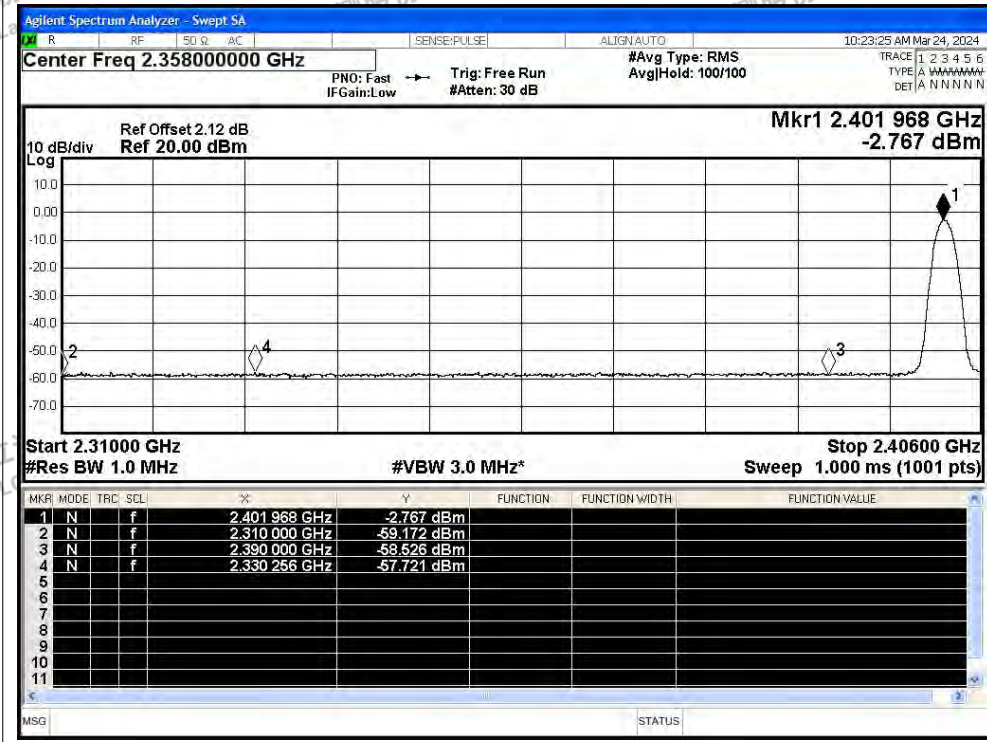 Agilent Spectrum Analyzer - Swept SA
R RF 50 Ω AC SENSE:PULSE ALIGN AUTO 10:23:25 AM Mar 24, 2024
Center Freq 2.358000000 GHz #Avg Type: RMS TRACE 1 2 3 4 5 6
PNO: Fast Trig: Free Run Avg|Hold: 100/100 TYPE A WWWWW
IFGain:Low #Atten: 30 dB DET A N N N N N
Ref Offset 2.12 dB Mkr1 2.401 968 GHz
10 dB/div Ref 20.00 dBm -2.767 dBm
Log
10.0
1
0.00
-10.0
-20.0
-30.0
-40.0
-50.0 2 4 3
-60.0
-70.0
Start 2.31000 GHz Stop 2.40600 GHz
#Res BW 1.0 MHz #VBW 3.0 MHz* Sweep 1.000 ms (1001 pts)
MKR MODE TRC SCL X Y FUNCTION FUNCTION WIDTH FUNCTION VALUE
1 N f 2.401 968 GHz -2.767 dBm
2 N f 2.310 000 GHz -59.172 dBm
3 N f 2.390 000 GHz -58.526 dBm
4 N f 2.330 256 GHz -57.721 dBm
5
6
7
8
9
10
11
MSG STATUS